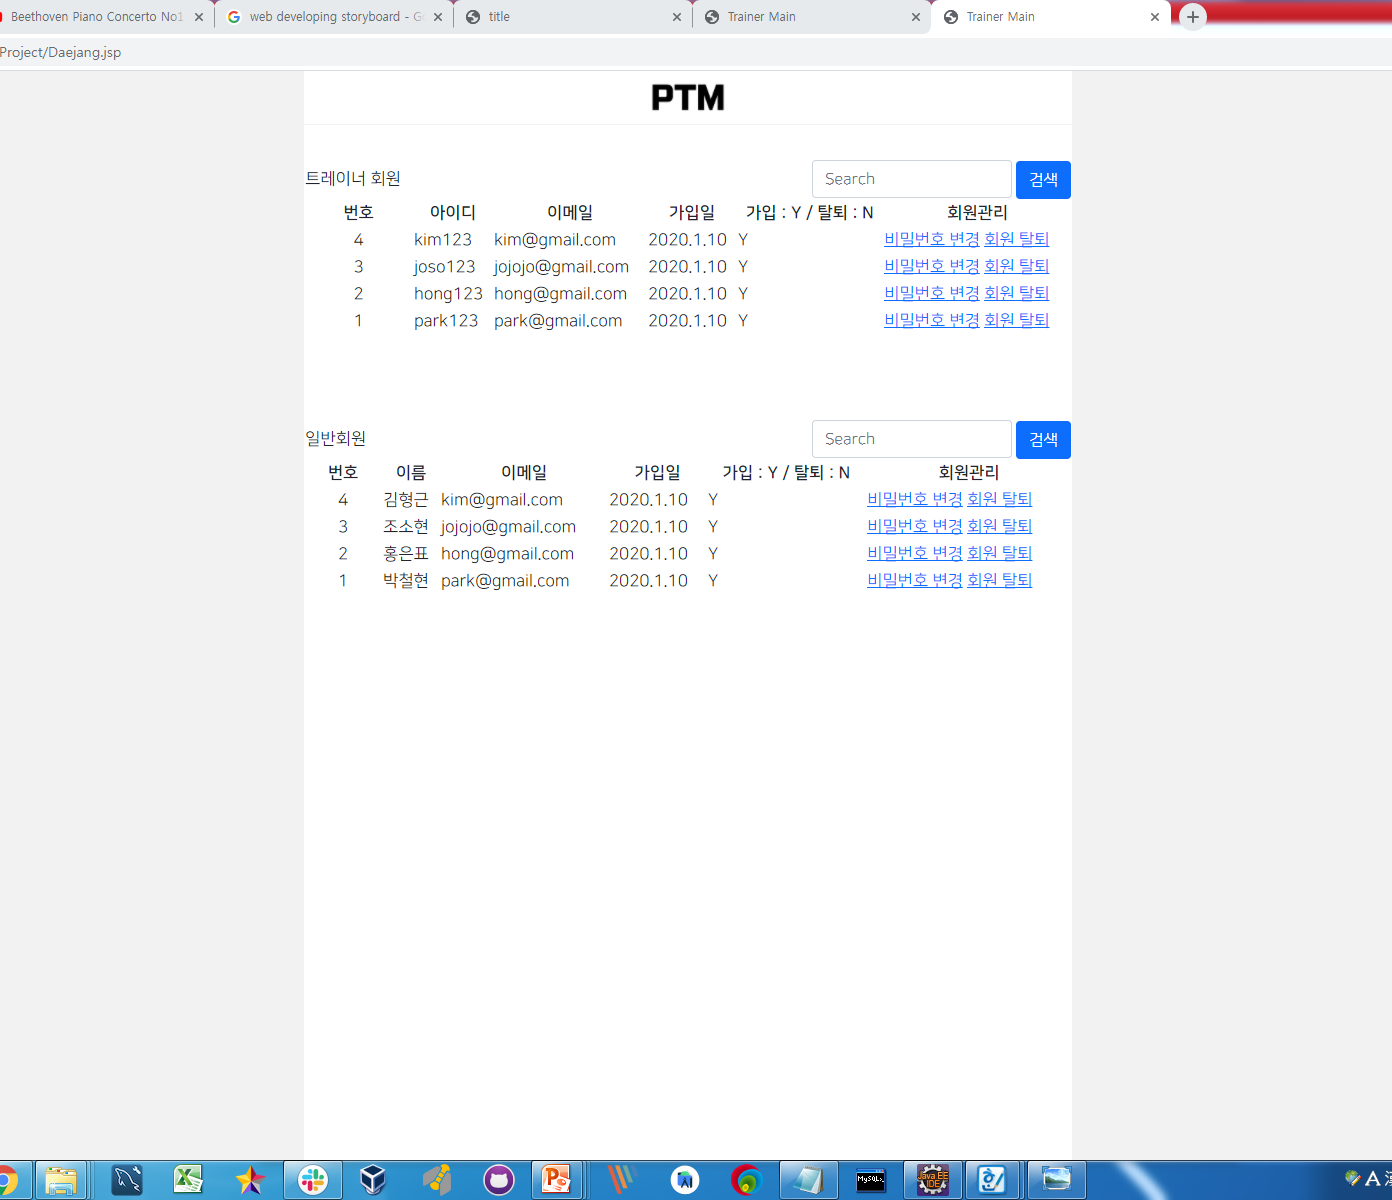 Beethoven Piano Concerto No1
web developing storyboard - G
title
Trainer Main
Trainer Main
Project/Daejang.jsp
PTM
트레이너 회원 Search 검색
번호 아이디 이메일 가입일 가입 : Y / 탈퇴 : N 회원관리
4 kim123 kim@gmail.com 2020.1.10 Y 비밀번호 변경 회원 탈퇴
3 joso123 jojojo@gmail.com 2020.1.10 Y 비밀번호 변경 회원 탈퇴
2 hong123 hong@gmail.com 2020.1.10 Y 비밀번호 변경 회원 탈퇴
1 park123 park@gmail.com 2020.1.10 Y 비밀번호 변경 회원 탈퇴
일반회원 Search 검색
번호 이름 이메일 가입일 가입 : Y / 탈퇴 : N 회원관리
4 김형근 kim@gmail.com 2020.1.10 Y 비밀번호 변경 회원 탈퇴
3 조소현 jojojo@gmail.com 2020.1.10 Y 비밀번호 변경 회원 탈퇴
2 홍은표 hong@gmail.com 2020.1.10 Y 비밀번호 변경 회원 탈퇴
1 박철현 park@gmail.com 2020.1.10 Y 비밀번호 변경 회원 탈퇴
Java EE
IDE
A